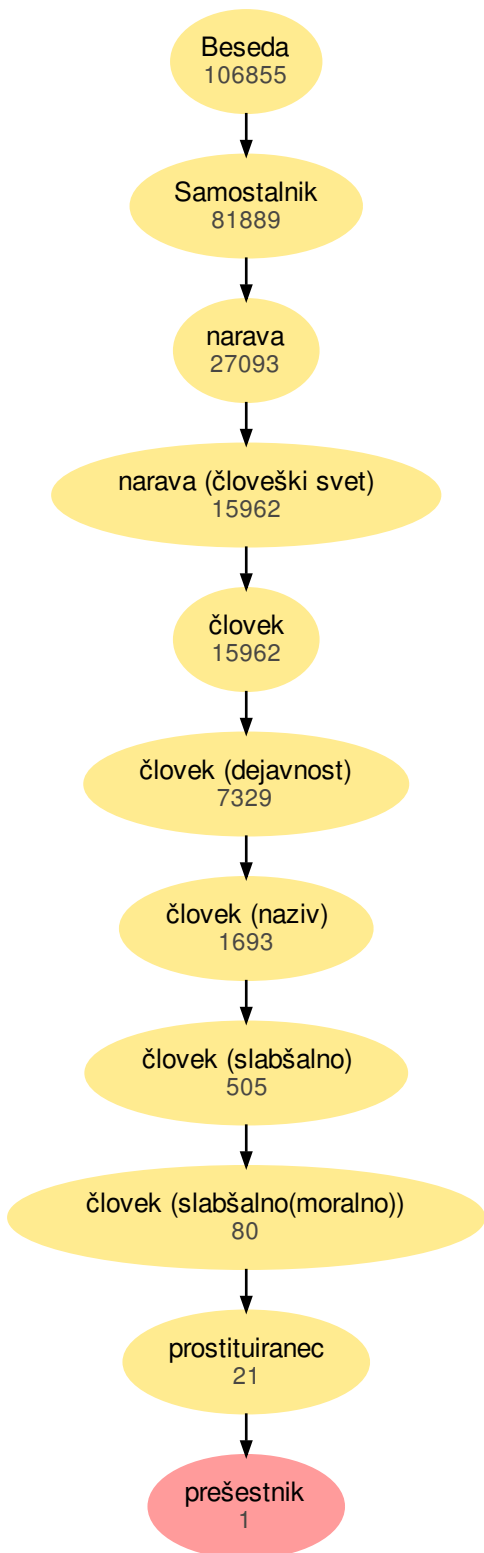 Beseda
106855
Samostalnik
81889
narava
27093
narava (človeški svet)
15962
človek
15962
človek (dejavnost)
7329
človek (naziv)
1693
človek (slabšalno)
505
človek (slabšalno(moralno))
80
prostituiranec
21
prešestnik
1